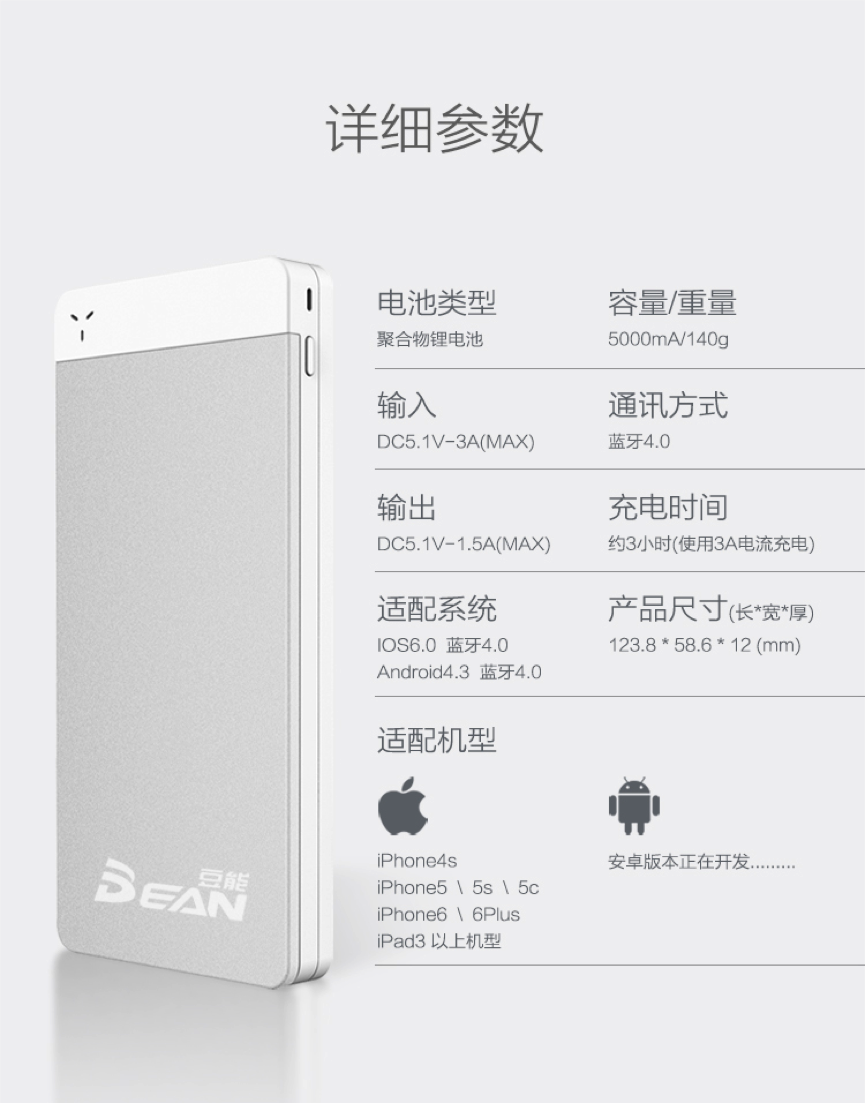 详细参数
电池类型
聚合物锂电池
容量/重量
5000mA/140g
输入
DC5.1V-3A(MAX)
通讯方式
蓝牙4.0
输出
DC5.1V-1.5A(MAX)
充电时间
约3小时(使用3A电流充电)
适配系统
IOS6.0 蓝牙4.0
Android4.3 蓝牙4.0
产品尺寸(长*宽*厚)
123.8 * 58.6 * 12 (mm)
适配机型
iPhone4s
iPhone5 \ 5s \ 5c
iPhone6 \ 6Plus
iPad3 以上机型
安卓版本正在开发.........
豆能
BEAN